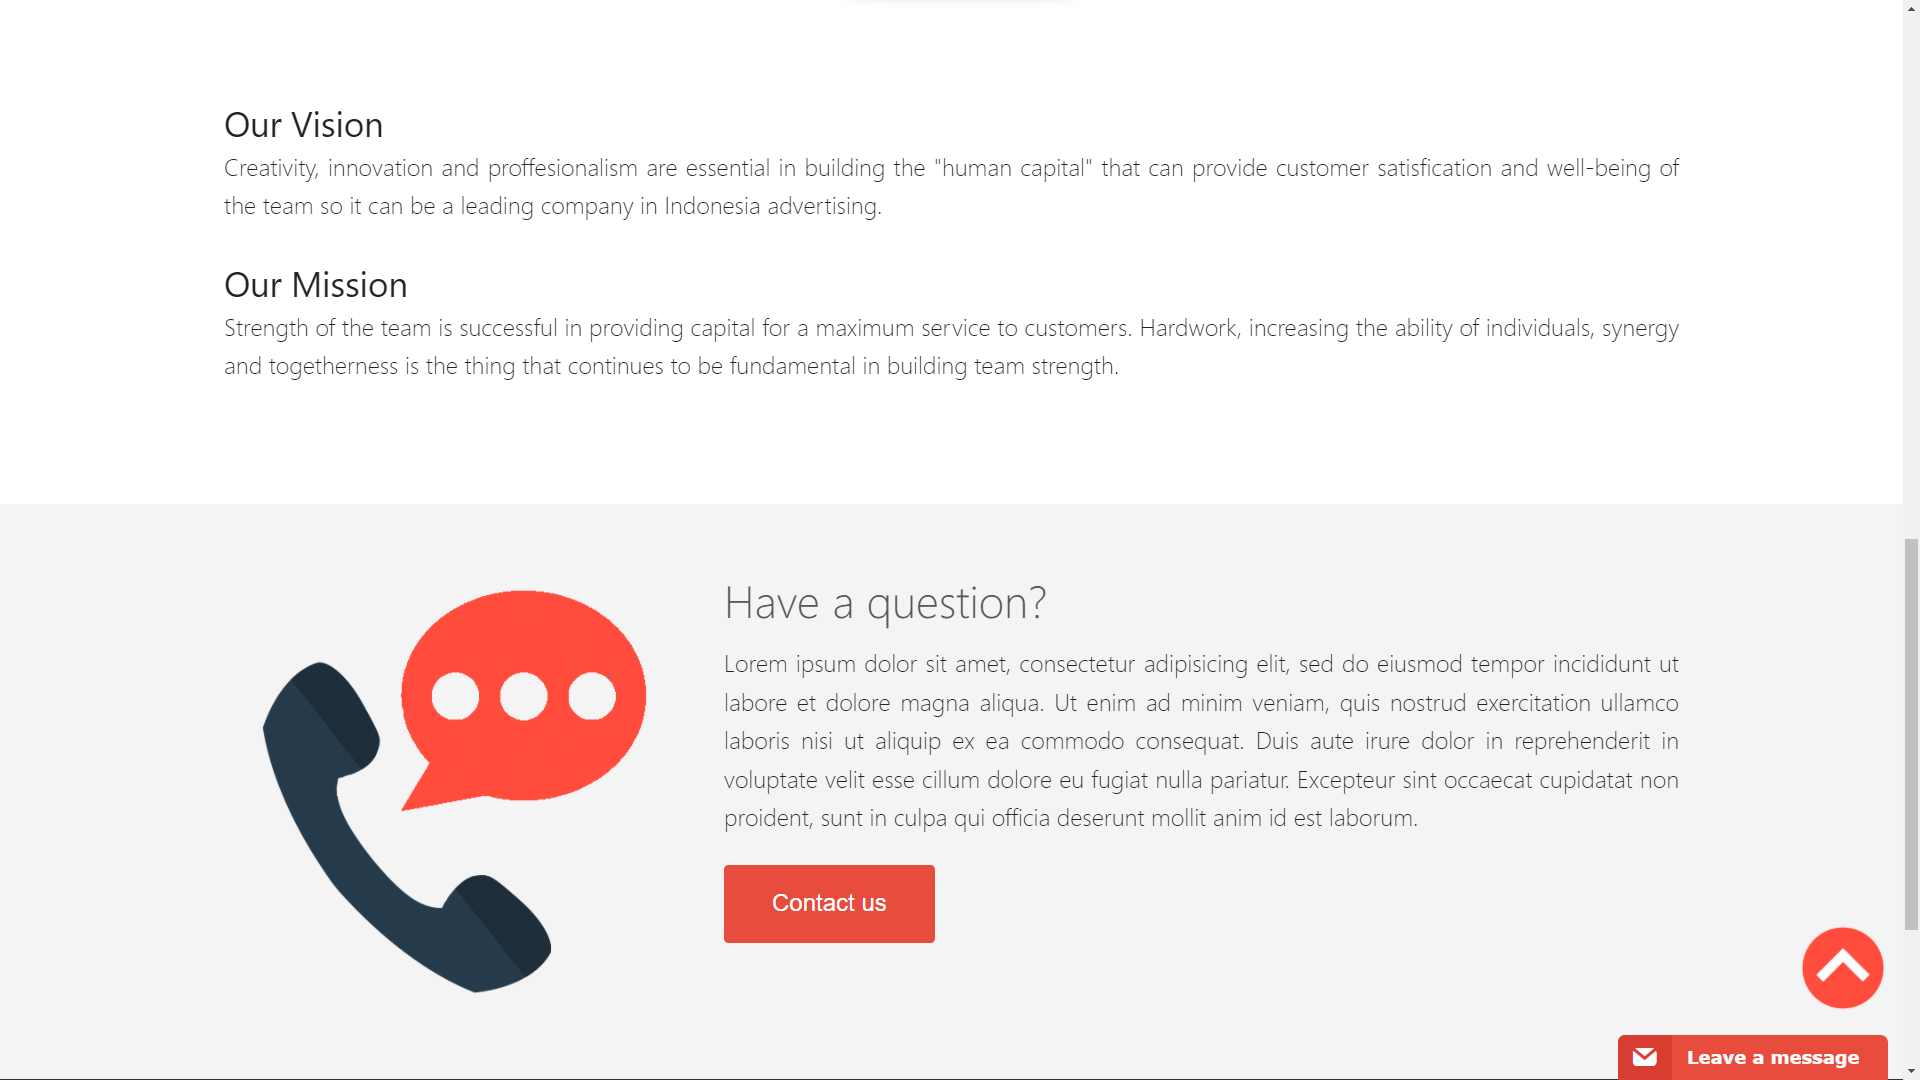 Our Vision
Creativity, innovation and proffesionalism are essential in building the "human capital" that can provide customer satisfication and well-being of
the team so it can be a leading company in Indonesia advertising.
Our Mission
Strength of the team is successful in providing capital for a maximum service to customers. Hardwork, increasing the ability of individuals, synergy
and togetherness is the thing that continues to be fundamental in building team strength.
Have a question?
Lorem ipsum dolor sit amet, consectetur adipisicing elit, sed do eiusmod tempor incididunt ut
labore et dolore magna aliqua. Ut enim ad minim veniam, quis nostrud exercitation ullamco
laboris nisi ut aliquip ex ea commodo consequat. Duis aute irure dolor in reprehenderit in
voluptate velit esse cillum dolore eu fugiat nulla pariatur. Excepteur sint occaecat cupidatat non
proident, sunt in culpa qui officia deserunt mollit anim id est laborum.
Contact us
Leave a message